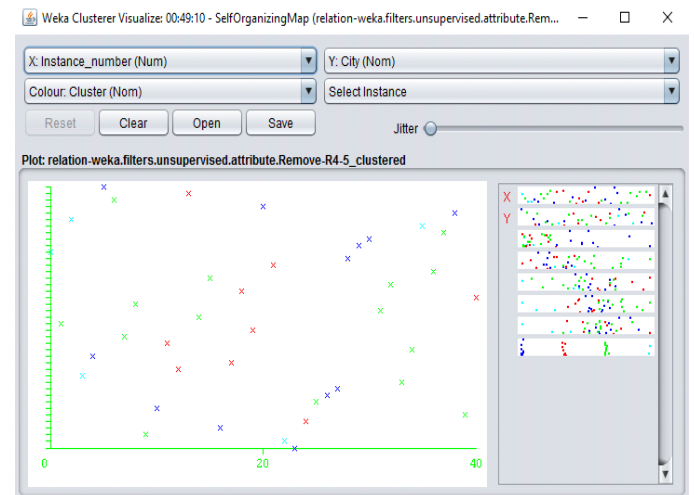 Weka Clusterer Visualize: 00:49:10 - SelfOrganizingMap (relation-weka.filters.unsupervised.attribute.Rem...
X: Instance_number (Num) Y: City (Nom)
Colour: Cluster (Nom) Select Instance
Reset Clear Open Save Jitter
Plot: relation-weka.filters.unsupervised.attribute.Remove-R4-5_clustered
X
Y
0 20 40